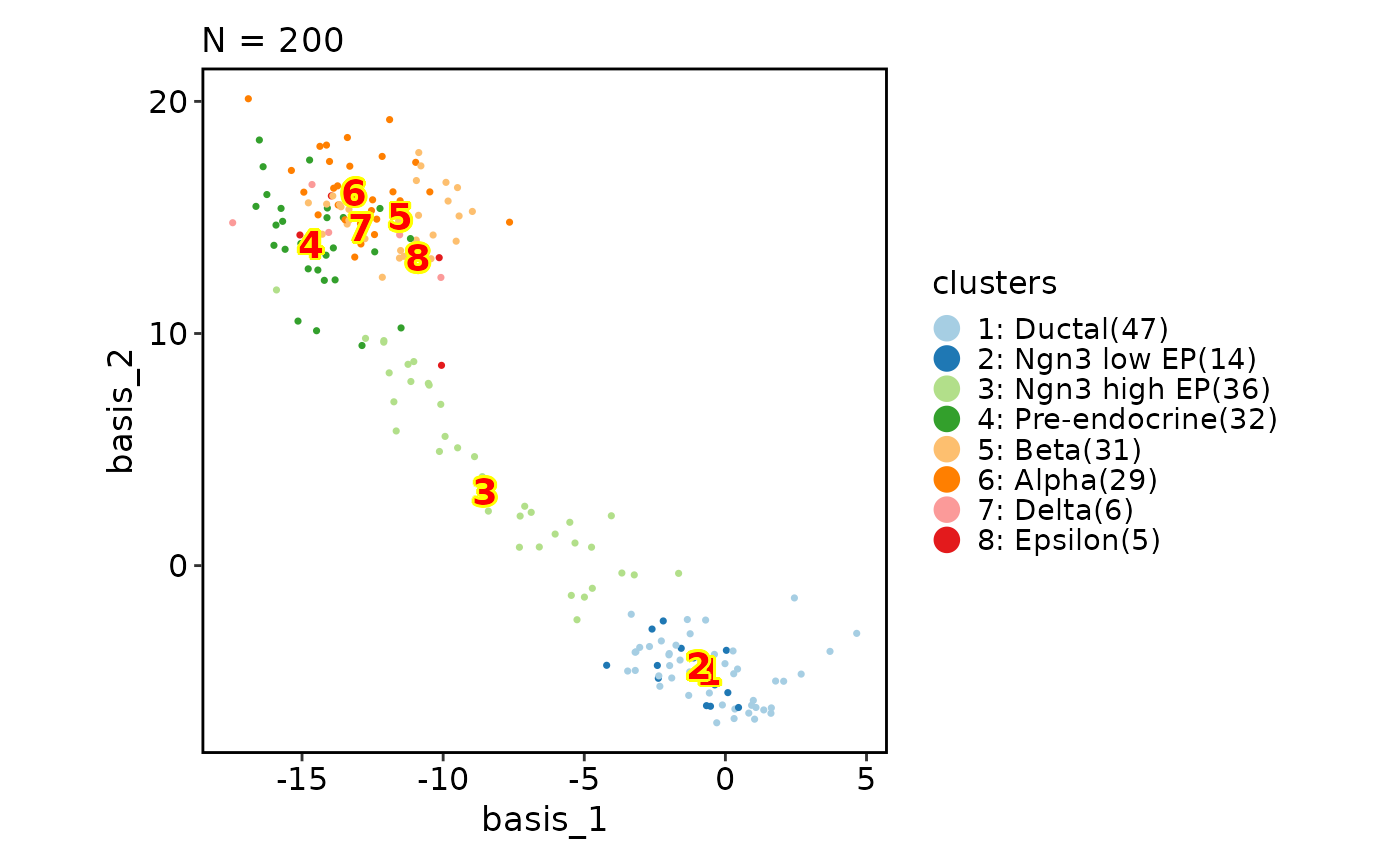 N = 200
20
10
0
basis_2
-15
-10
-5
0
5
basis_1
6
5
7
4
8
3
2
1
clusters
1: Ductal(47)
2: Ngn3 low EP(14)
3: Ngn3 high EP(36)
4: Pre-endocrine(32)
5: Beta(31)
6: Alpha(29)
7: Delta(6)
8: Epsilon(5)